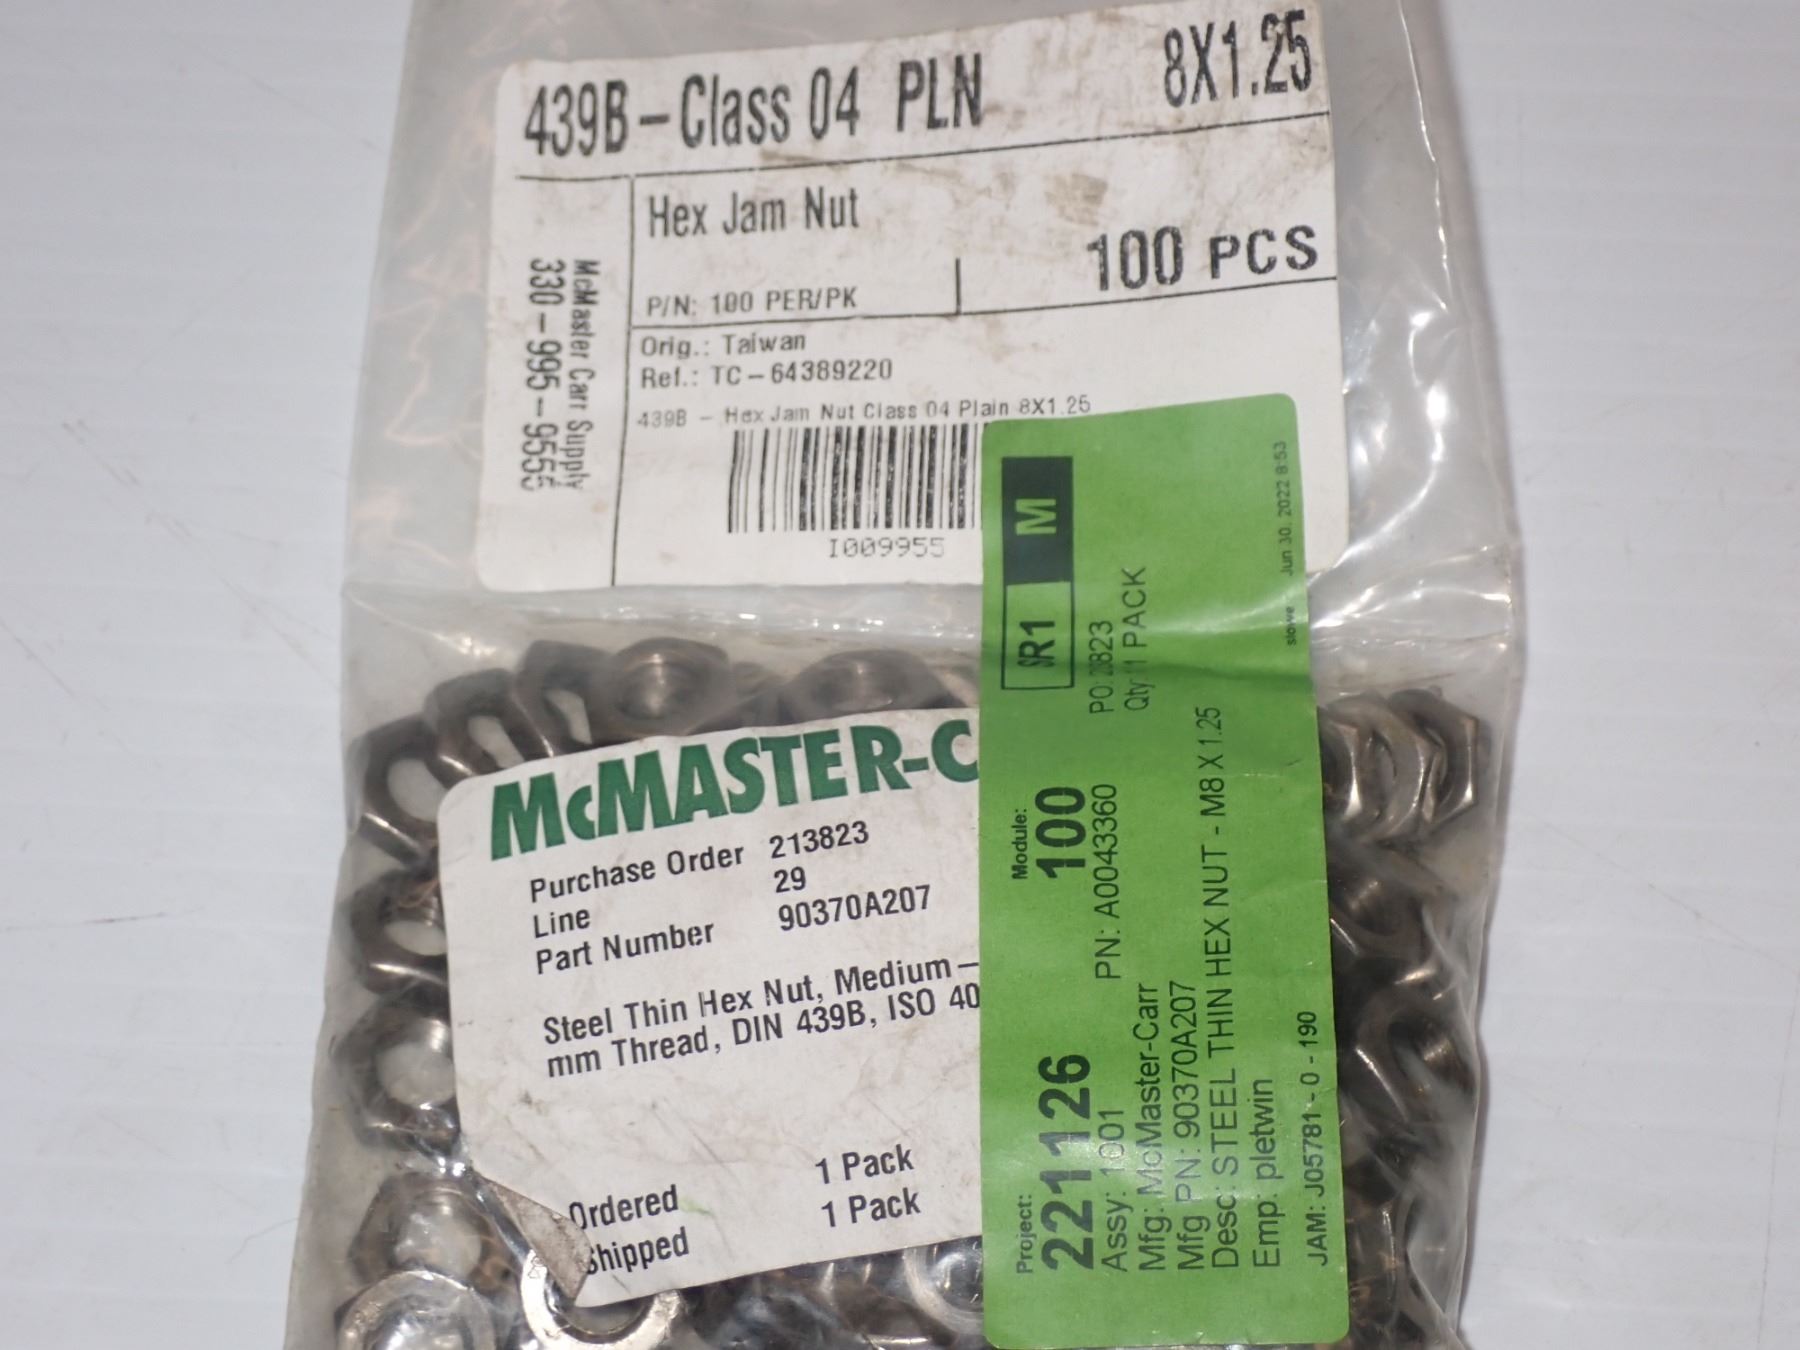 439B-Class 04 PLN 8X1.25
Hex Jam Nut
100 PCS
P/N: 100 PER/PK
Orig.: Taiwan
Ref.: TC-64389220
439B - Hex Jam Nut Class 04 Plain 8X1.25
I009955
McMaster Carr Supply
330-995-9555
McMASTER-C
Purchase Order 213823
Line 29
Part Number 90370A207
Steel Thin Hex Nut, Medium-
mm Thread, DIN 439B, ISO 40
Ordered 1 Pack
Shipped 1 Pack
SR1 M
Project: Module:
221126 100
Assy: 1001 PN: A0043360 PO:
Mfg: McMaster-Carr Qty: 1 PACK
Mfg PN: 90370A207
Desc: STEEL THIN HEX NUT - M8 X 1.25
Emp: pletwin
JAM: J05781 - 0 - 190 slowe Jun 30, 2022 8:53